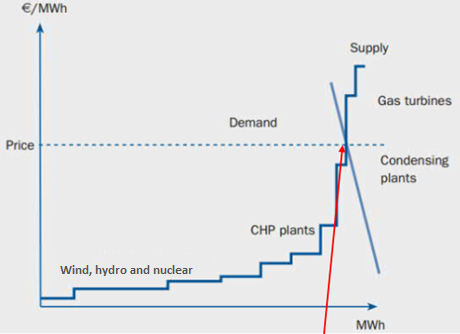 €/MWh
Supply
Gas turbines
Demand
Price
Condensing
plants
CHP plants
Wind, hydro and nuclear
MWh